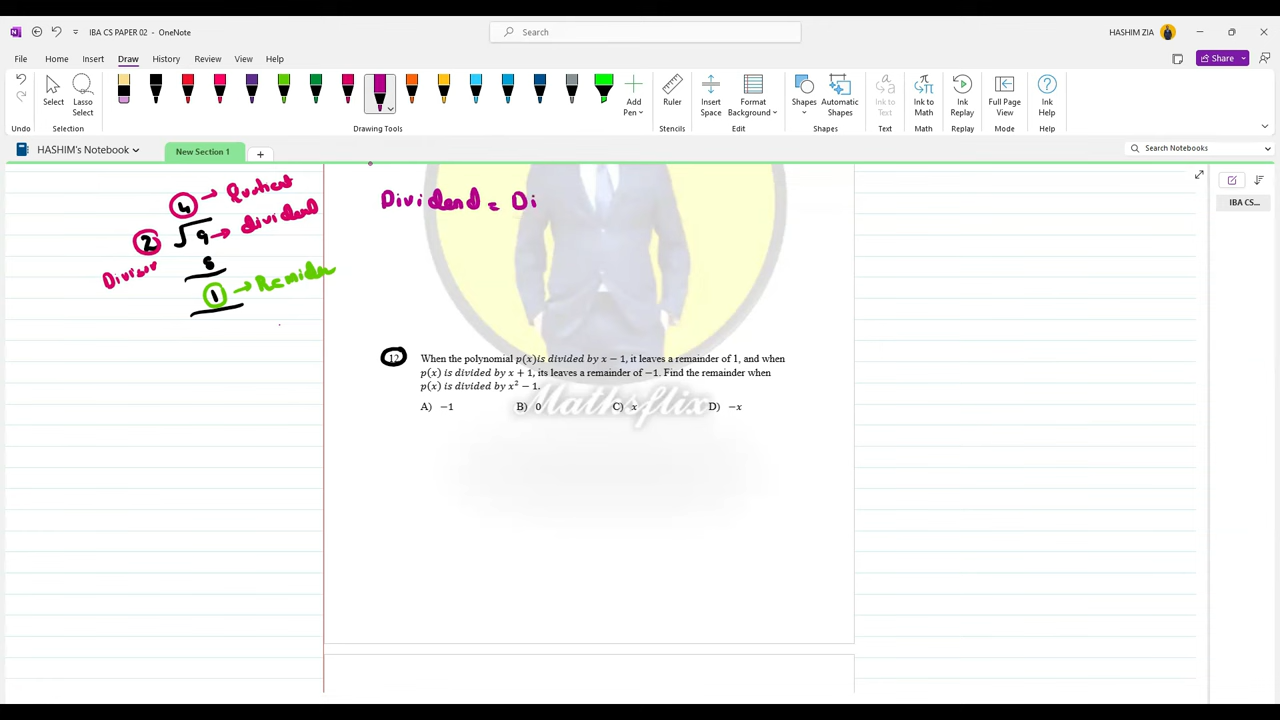 IBA CS PAPER 02 - OneNote
Search
HASHIM ZIA
File Home Insert Draw History Review View Help
Share
Undo
Select
Lasso Select
Add Pen
Ruler
Insert Space
Format Background
Shapes
Automatic Shapes
Ink to Text
Ink to Math
Ink Replay
Full Page View
Ink Help
Undo Selection Drawing Tools Stencils Edit Shapes Text Math Replay Mode Help
HASHIM's Notebook
New Section 1
Search Notebooks
IBA CS...
4 → Quotient
2 √9 → dividend
Divisor
8
1 → Remider
Dividend = Di
12 When the polynomial p(x)is divided by x − 1, it leaves a remainder of 1, and when
p(x) is divided by x + 1, its leaves a remainder of −1. Find the remainder when
p(x) is divided by x² − 1.
A) −1 B) 0 C) x D) −x
Mathsflix